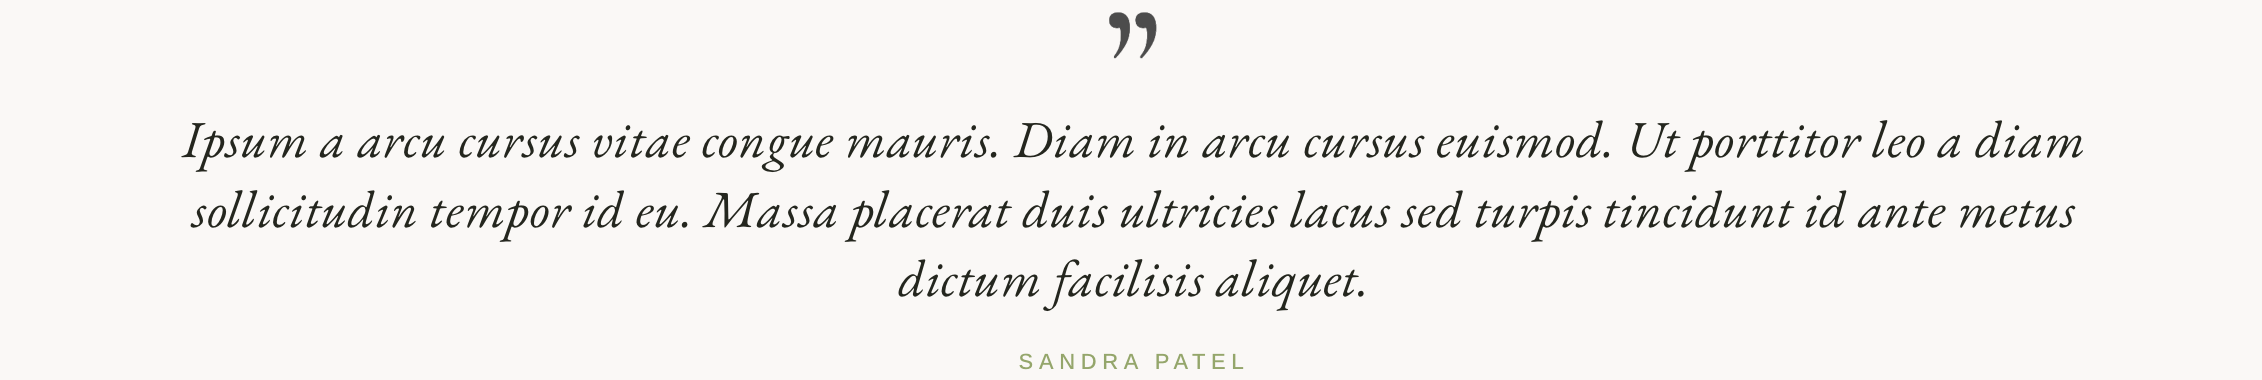 ”
Ipsum a arcu cursus vitae congue mauris. Diam in arcu cursus euismod. Ut porttitor leo a diam
sollicitudin tempor id eu. Massa placerat duis ultricies lacus sed turpis tincidunt id ante metus
dictum facilisis aliquet.
SANDRA PATEL